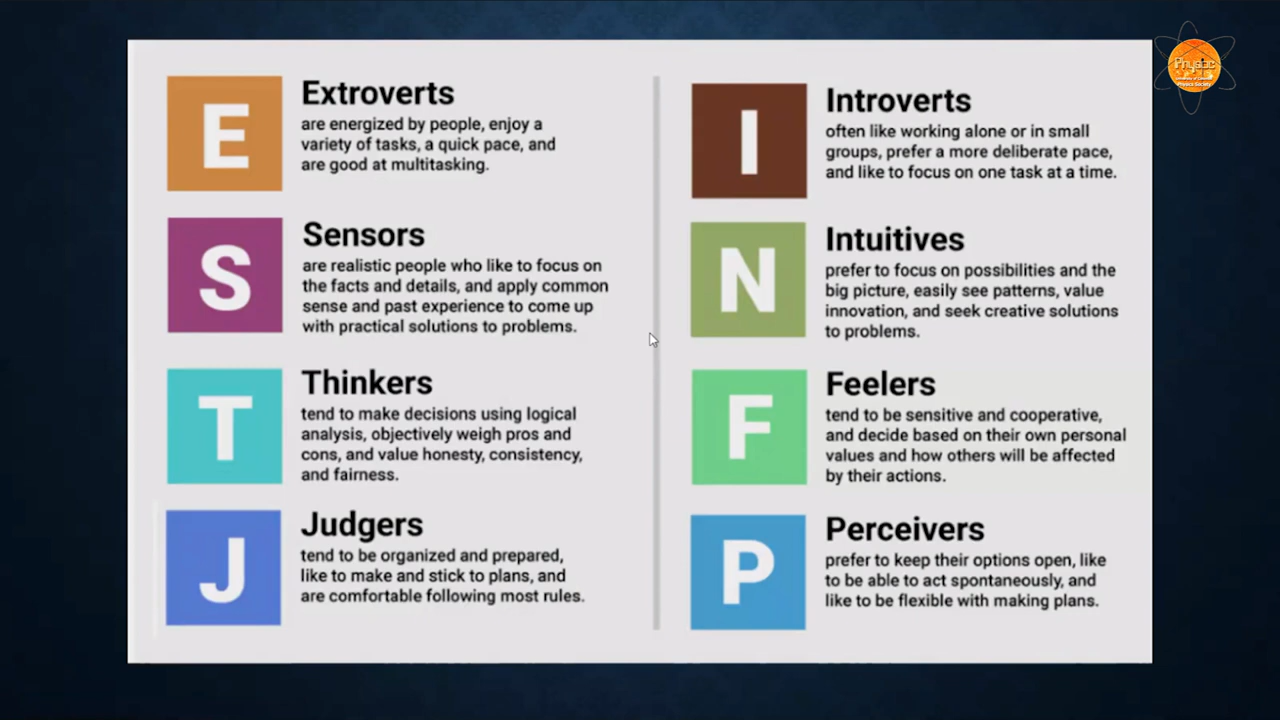 E
Extroverts
are energized by people, enjoy a
variety of tasks, a quick pace, and
are good at multitasking.
S
Sensors
are realistic people who like to focus on
the facts and details, and apply common
sense and past experience to come up
with practical solutions to problems.
T
Thinkers
tend to make decisions using logical
analysis, objectively weigh pros and
cons, and value honesty, consistency,
and fairness.
J
Judgers
tend to be organized and prepared,
like to make and stick to plans, and
are comfortable following most rules.
I
Introverts
often like working alone or in small
groups, prefer a more deliberate pace,
and like to focus on one task at a time.
N
Intuitives
prefer to focus on possibilities and the
big picture, easily see patterns, value
innovation, and seek creative solutions
to problems.
F
Feelers
tend to be sensitive and cooperative,
and decide based on their own personal
values and how others will be affected
by their actions.
P
Perceivers
prefer to keep their options open, like
to be able to act spontaneously, and
like to be flexible with making plans.
Physics Society